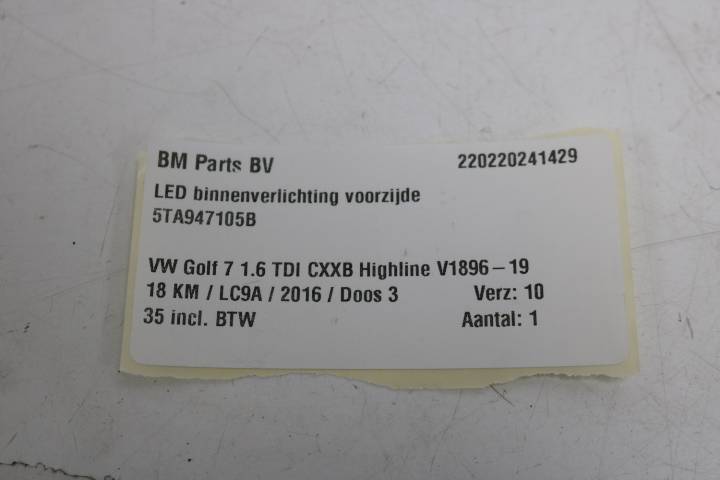 BM Parts BV 220220241429
LED binnenverlichting voorzijde
5TA947105B
VW Golf 7 1.6 TDI CXXB Highline V1896-19
18 KM / LC9A / 2016 / Doos 3 Verz: 10
35 incl. BTW Aantal: 1